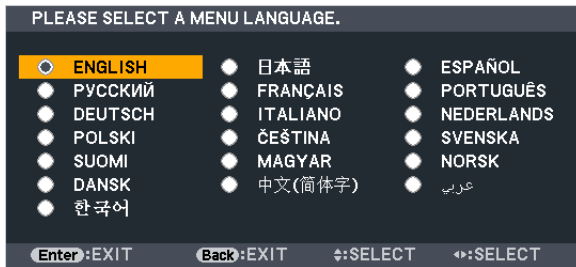 PLEASE SELECT A MENU LANGUAGE.
ENGLISH 日本語 ESPAÑOL
РУССКИЙ FRANÇAIS PORTUGUÊS
DEUTSCH ITALIANO NEDERLANDS
POLSKI ČEŠTINA SVENSKA
SUOMI MAGYAR NORSK
DANSK 中文(简体字) عربي
한국어
Enter:EXIT Back:EXIT :SELECT :SELECT